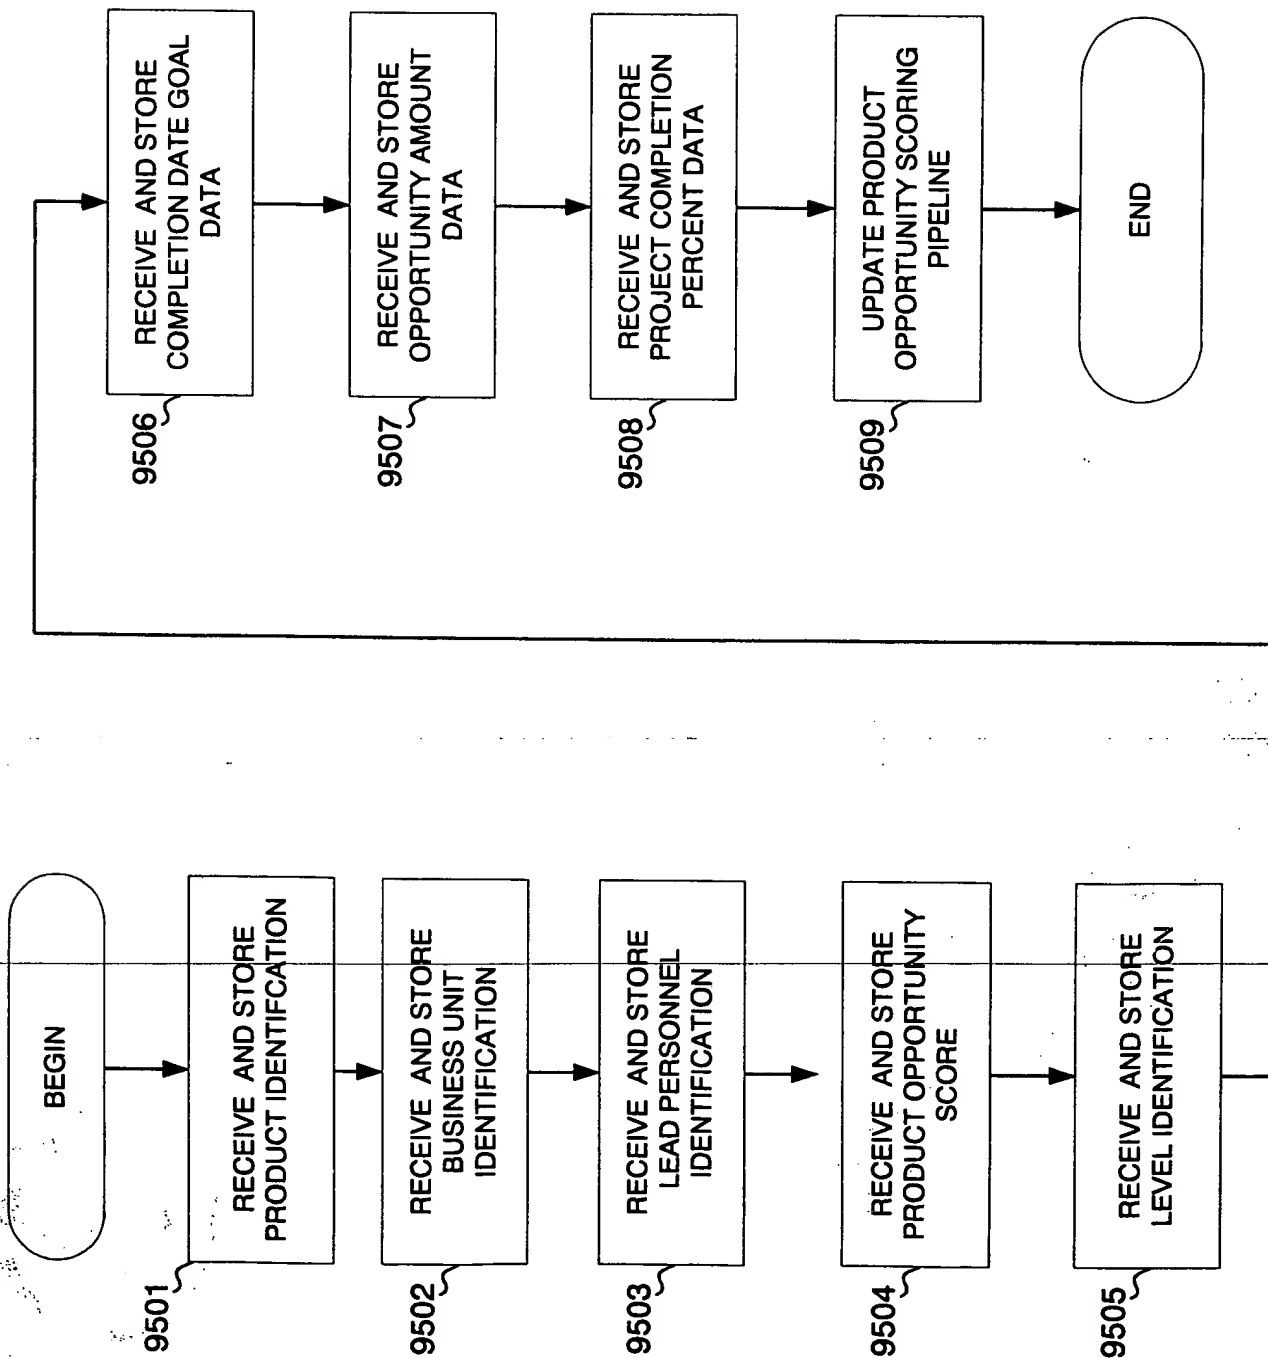 BEGIN
9501
RECEIVE AND STORE
PRODUCT IDENTIFCATION
9502
RECEIVE AND STORE
BUSINESS UNIT
IDENTIFICATION
9503
RECEIVE AND STORE
LEAD PERSONNEL
IDENTIFICATION
9504
RECEIVE AND STORE
PRODUCT OPPORTUNITY
SCORE
9505
RECEIVE AND STORE
LEVEL IDENTIFICATION
9506
RECEIVE AND STORE
COMPLETION DATE GOAL
DATA
9507
RECEIVE AND STORE
OPPORTUNITY AMOUNT
DATA
9508
RECEIVE AND STORE
PROJECT COMPLETION
PERCENT DATA
9509
UPDATE PRODUCT
OPPORTUNITY SCORING
PIPELINE
END